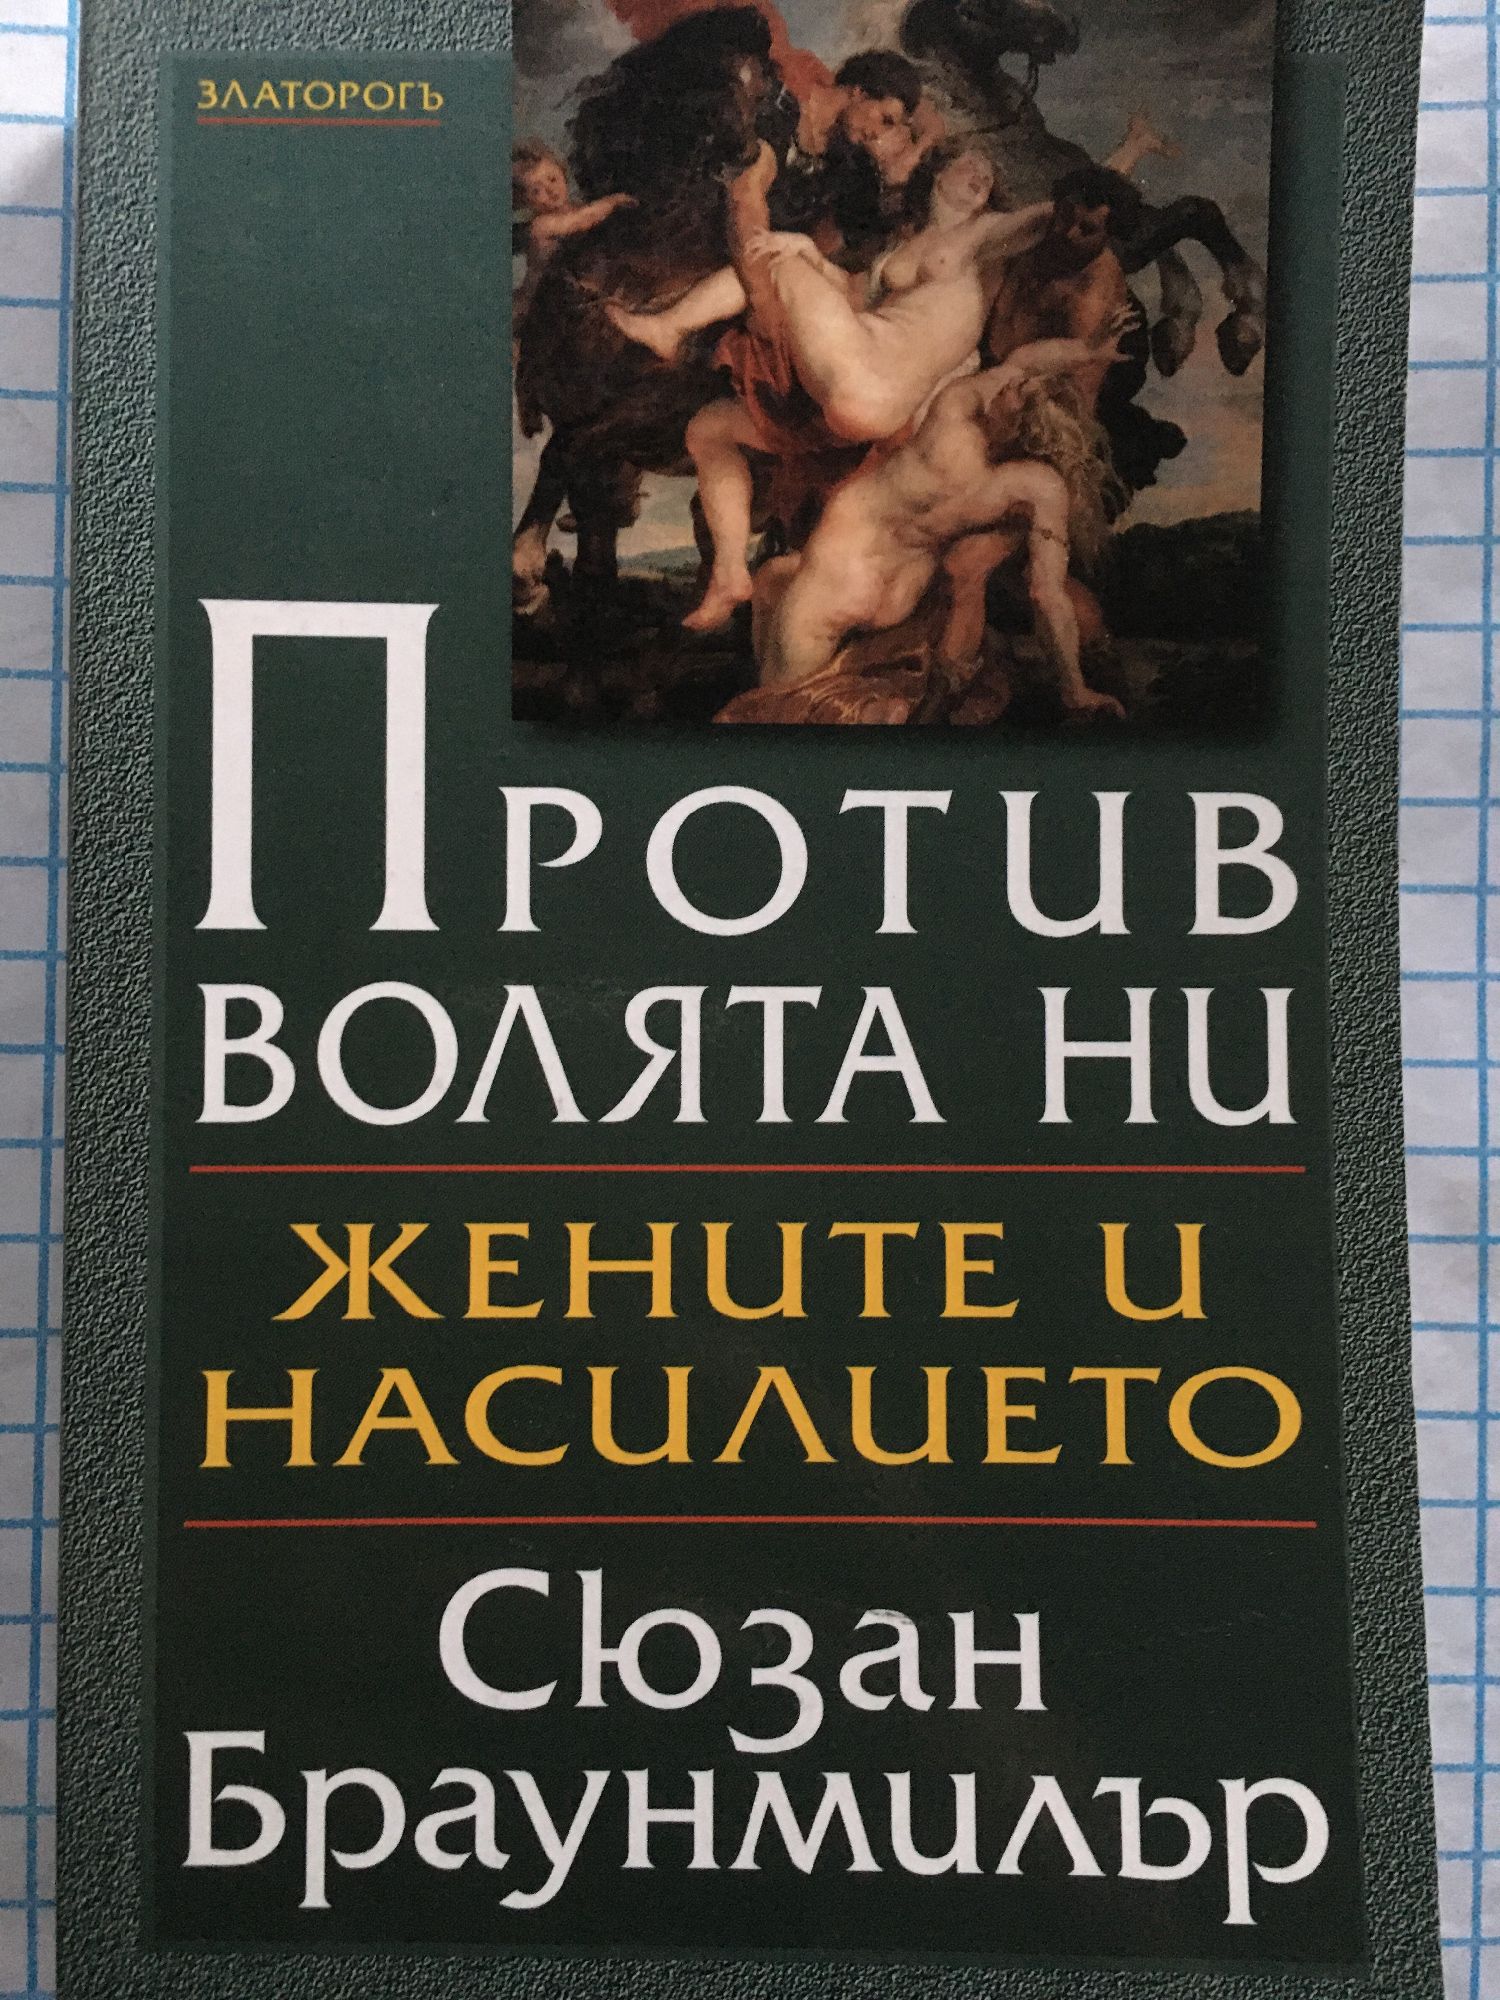 ЗЛАТОРОГЪ
ПРОТИВ
ВОЛЯТА НИ
ЖЕНИТЕ И
НАСИЛИЕТО
Сюзан
Браунмилър